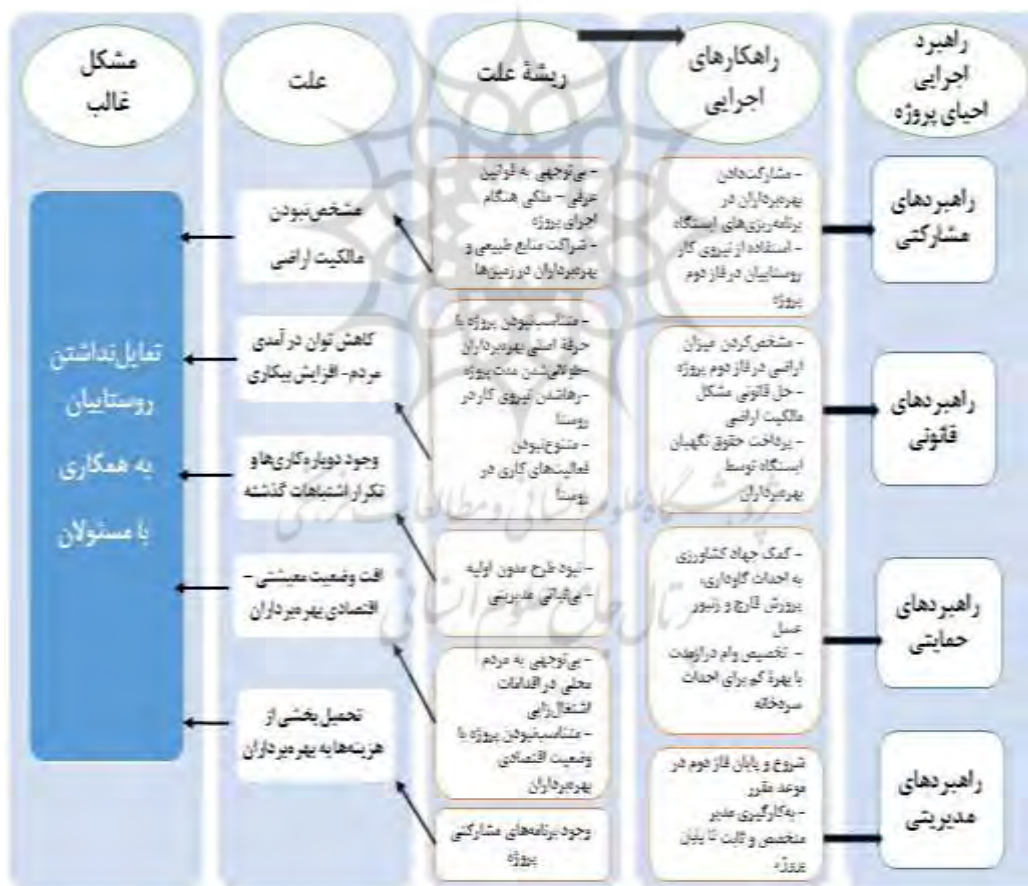 راهبرد
اجرایی
احیای پروژه
راهبردهای
مشارکتی
راهبردهای
قانونی
راهبردهای
حمایتی
راهبردهای
مدیریتی
راهکارهای
اجرایی
- مشارکت‌دادن
بهره‌برداران در
برنامه‌ریزی‌های ایستگاه
- استفاده از نیروی کار
روستاییان در فاز دوم
پروژه
- مشخص‌کردن میزان
اراضی در فاز دوم پروژه
- حل قانونی مشکل
مالکیت اراضی
- پرداخت حقوق نگهبان
ایستگاه توسط
بهره‌برداران
- کمک جهاد کشاورزی
به احداث گاوداری،
پرورش قارچ و زنبور
عسل
- تخصیص وام درازمدت
با بهرهٔ کم برای احداث
سردخانه
شروع و پایان فاز دوم در
موعد مقرر
- به‌کارگیری مدیر
متخصص و ثابت تا پایان
پروژه
ریشهٔ علت
- بی‌توجهی به قوانین
عرفی - ملکی هنگام
اجرای پروژه
- شراکت منابع طبیعی و
بهره‌برداران در زمین‌ها
- متناسب‌نبودن پروژه با
حرفهٔ اصلی بهره‌برداران
- طولانی‌شدن مدت پروژه
- رهاشدن نیروی کار در
روستا
- متنوع‌نبودن
فعالیت‌های کاری در
روستا
- نبود طرح مدون اولیه
- بی‌ثباتی مدیریتی
- بی‌توجهی به مردم
محلی در اقدامات
اشتغال‌زایی
- متناسب‌نبودن پروژه با
وضعیت اقتصادی
بهره‌برداران
وجود برنامه‌های مشارکتی
پروژه
علت
مشخص‌نبودن
مالکیت اراضی
کاهش توان درآمدی
مردم- افزایش بیکاری
وجود دوباره‌کاری‌ها و
تکرار اشتباهات گذشته
افت وضعیت معیشتی -
اقتصادی بهره‌برداران
تحمیل بخشی از
هزینه‌ها به بهره‌برداران
مشکل
غالب
تمایل‌نداشتن
روستاییان
به همکاری
با مسئولان
پژوهشگاه علوم انسانی و مطالعات فرهنگی
پرتال جامع علوم انسانی